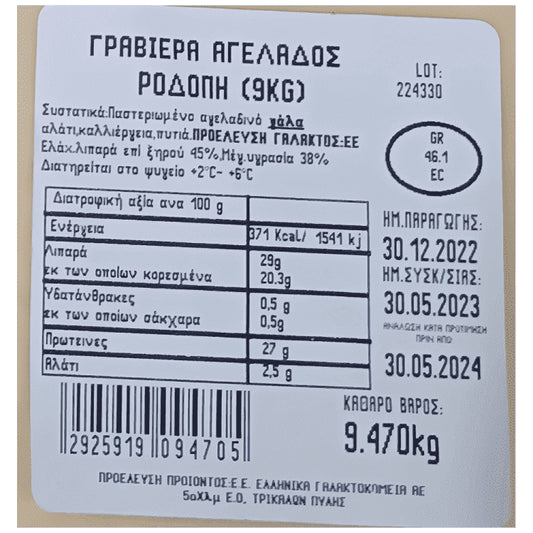 ΓΡΑΒΙΕΡΑ ΑΓΕΛΑΔΟΣ
ΡΟΔΟΠΗ (9KG)
LOT:
224330
Συστατικά:Παστεριωμένο αγελαδινό γάλα
αλάτι,καλλιέργεια,πυτιά.ΠΡΟΕΛΕΥΣΗ ΓΑΛΑΚΤΟΣ:ΕΕ
Ελάχ.λιπαρά επί ξηρού 45%,Μέγ.υγρασία 38%
Διατηρείται στο ψυγείο +2°C- +6°C
GR
46.1
EC
Διατροφική αξία ανα 100 g
Ενέργεια 371 Kcal/ 1541 kj
Λιπαρά 29g
εκ των οποίων κορεσμένα 20.3g
Υδατάνθρακες 0,5 g
εκ των οποίων σάκχαρα 0,5g
Πρωτεινες 27 g
Αλάτι 2,5 g
ΗΜ.ΠΑΡΑΓΩΓΗΣ:
30.12.2022
ΗΜ.ΣΥΣΚ/ΣΙΑΣ:
30.05.2023
ΑΝΑΛΩΣΗ ΚΑΤΑ ΠΡΟΤΙΜΗΣΗ
ΠΡΙΝ ΑΠΟ
30.05.2024
ΚΑΘΑΡΟ ΒΑΡΟΣ:
9.470kg
2925919 094705
ΠΡΟΕΛΕΥΣΗ ΠΡΟΙΟΝΤΟΣ:Ε.Ε. ΕΛΛΗΝΙΚΑ ΓΑΛΑΚΤΟΚΟΜΕΙΑ ΑΕ
5οΧλμ Ε.Ο. ΤΡΙΚΑΛΩΝ ΠΥΛΗΣ